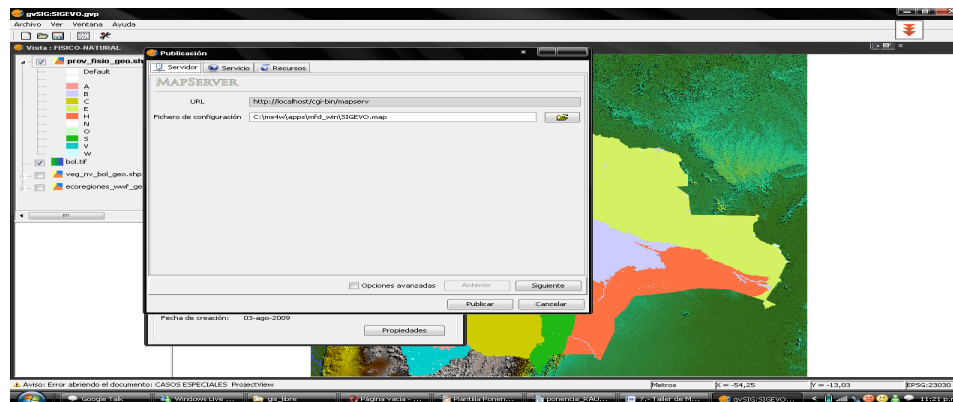 gvSIG:SIGEVO.gvp
Archivo Ver Ventana Ayuda
Vista : FISICO-NATURAL
prov_fisio_geo.sh
Default
A
B
C
E
H
N
O
S
V
W
bol.tif
veg_nv_bol_geo.shp
ecoregiones_wwf_ge
Publicación
Servidor Servicio Recursos
MAPSERVER
URL http://localhost/cgi-bin/mapserv
Fichero de configuración C:\ms4w\apps\mfd_win\SIGEVO.map
Opciones avanzadas Anterior Siguiente
Publicar Cancelar
Fecha de creación: 03-ago-2009
Propiedades
Aviso: Error abriendo el documento: CASOS ESPECIALES ProjectView
Metros X = -54,25 Y = -13,03 EPSG:23030
Google Talk Windows Live ... gis_libre Página vacía - ... Plantilla Ponen... ponencia_RAU... 7.- Taller de M... gvSIG:SIGEVO... 11:21 p.m